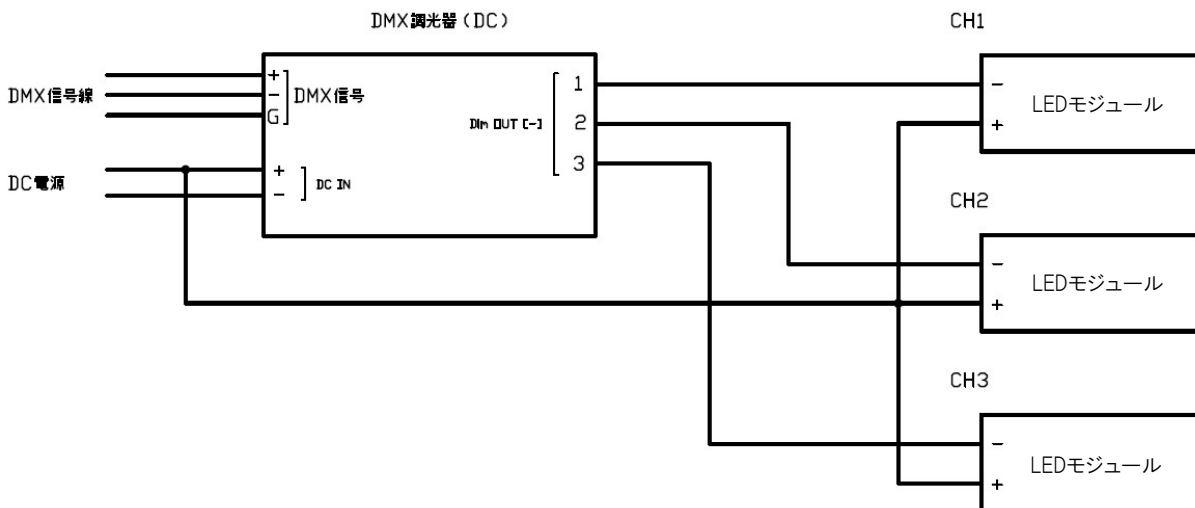 DMX調光器(DC)
CH1
DMX信号線
+
-
G
DMX信号
DC電源
+
-
DC IN
Dim OUT [-]
1
2
3
-
+
LEDモジュール
CH2
-
+
LEDモジュール
CH3
-
+
LEDモジュール